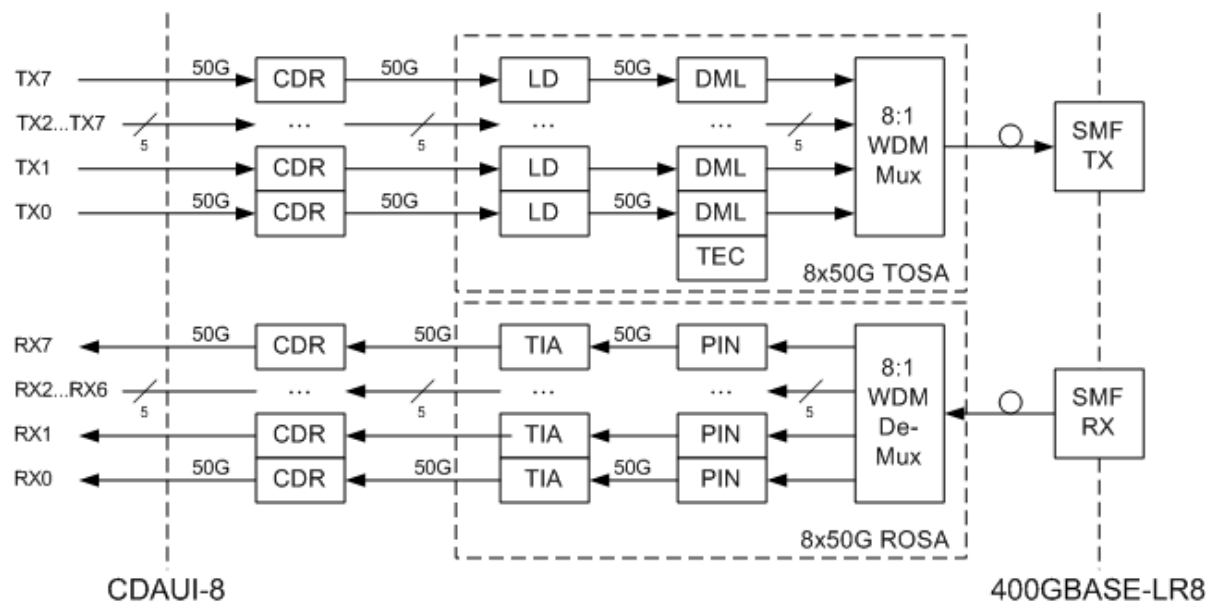 TX7 50G CDR 50G LD 50G DML
TX2...TX7 5 ... 5 ... ... 5
TX1 CDR LD DML
TX0 50G CDR 50G LD 50G DML
TEC
8:1
WDM
Mux
8x50G TOSA
SMF
TX
RX7 50G CDR 50G TIA 50G PIN
RX2...RX6 5 ... 5 ... ... 5
RX1 CDR TIA PIN
RX0 50G CDR 50G TIA 50G PIN
8:1
WDM
De-
Mux
8x50G ROSA
SMF
RX
CDAUI-8
400GBASE-LR8